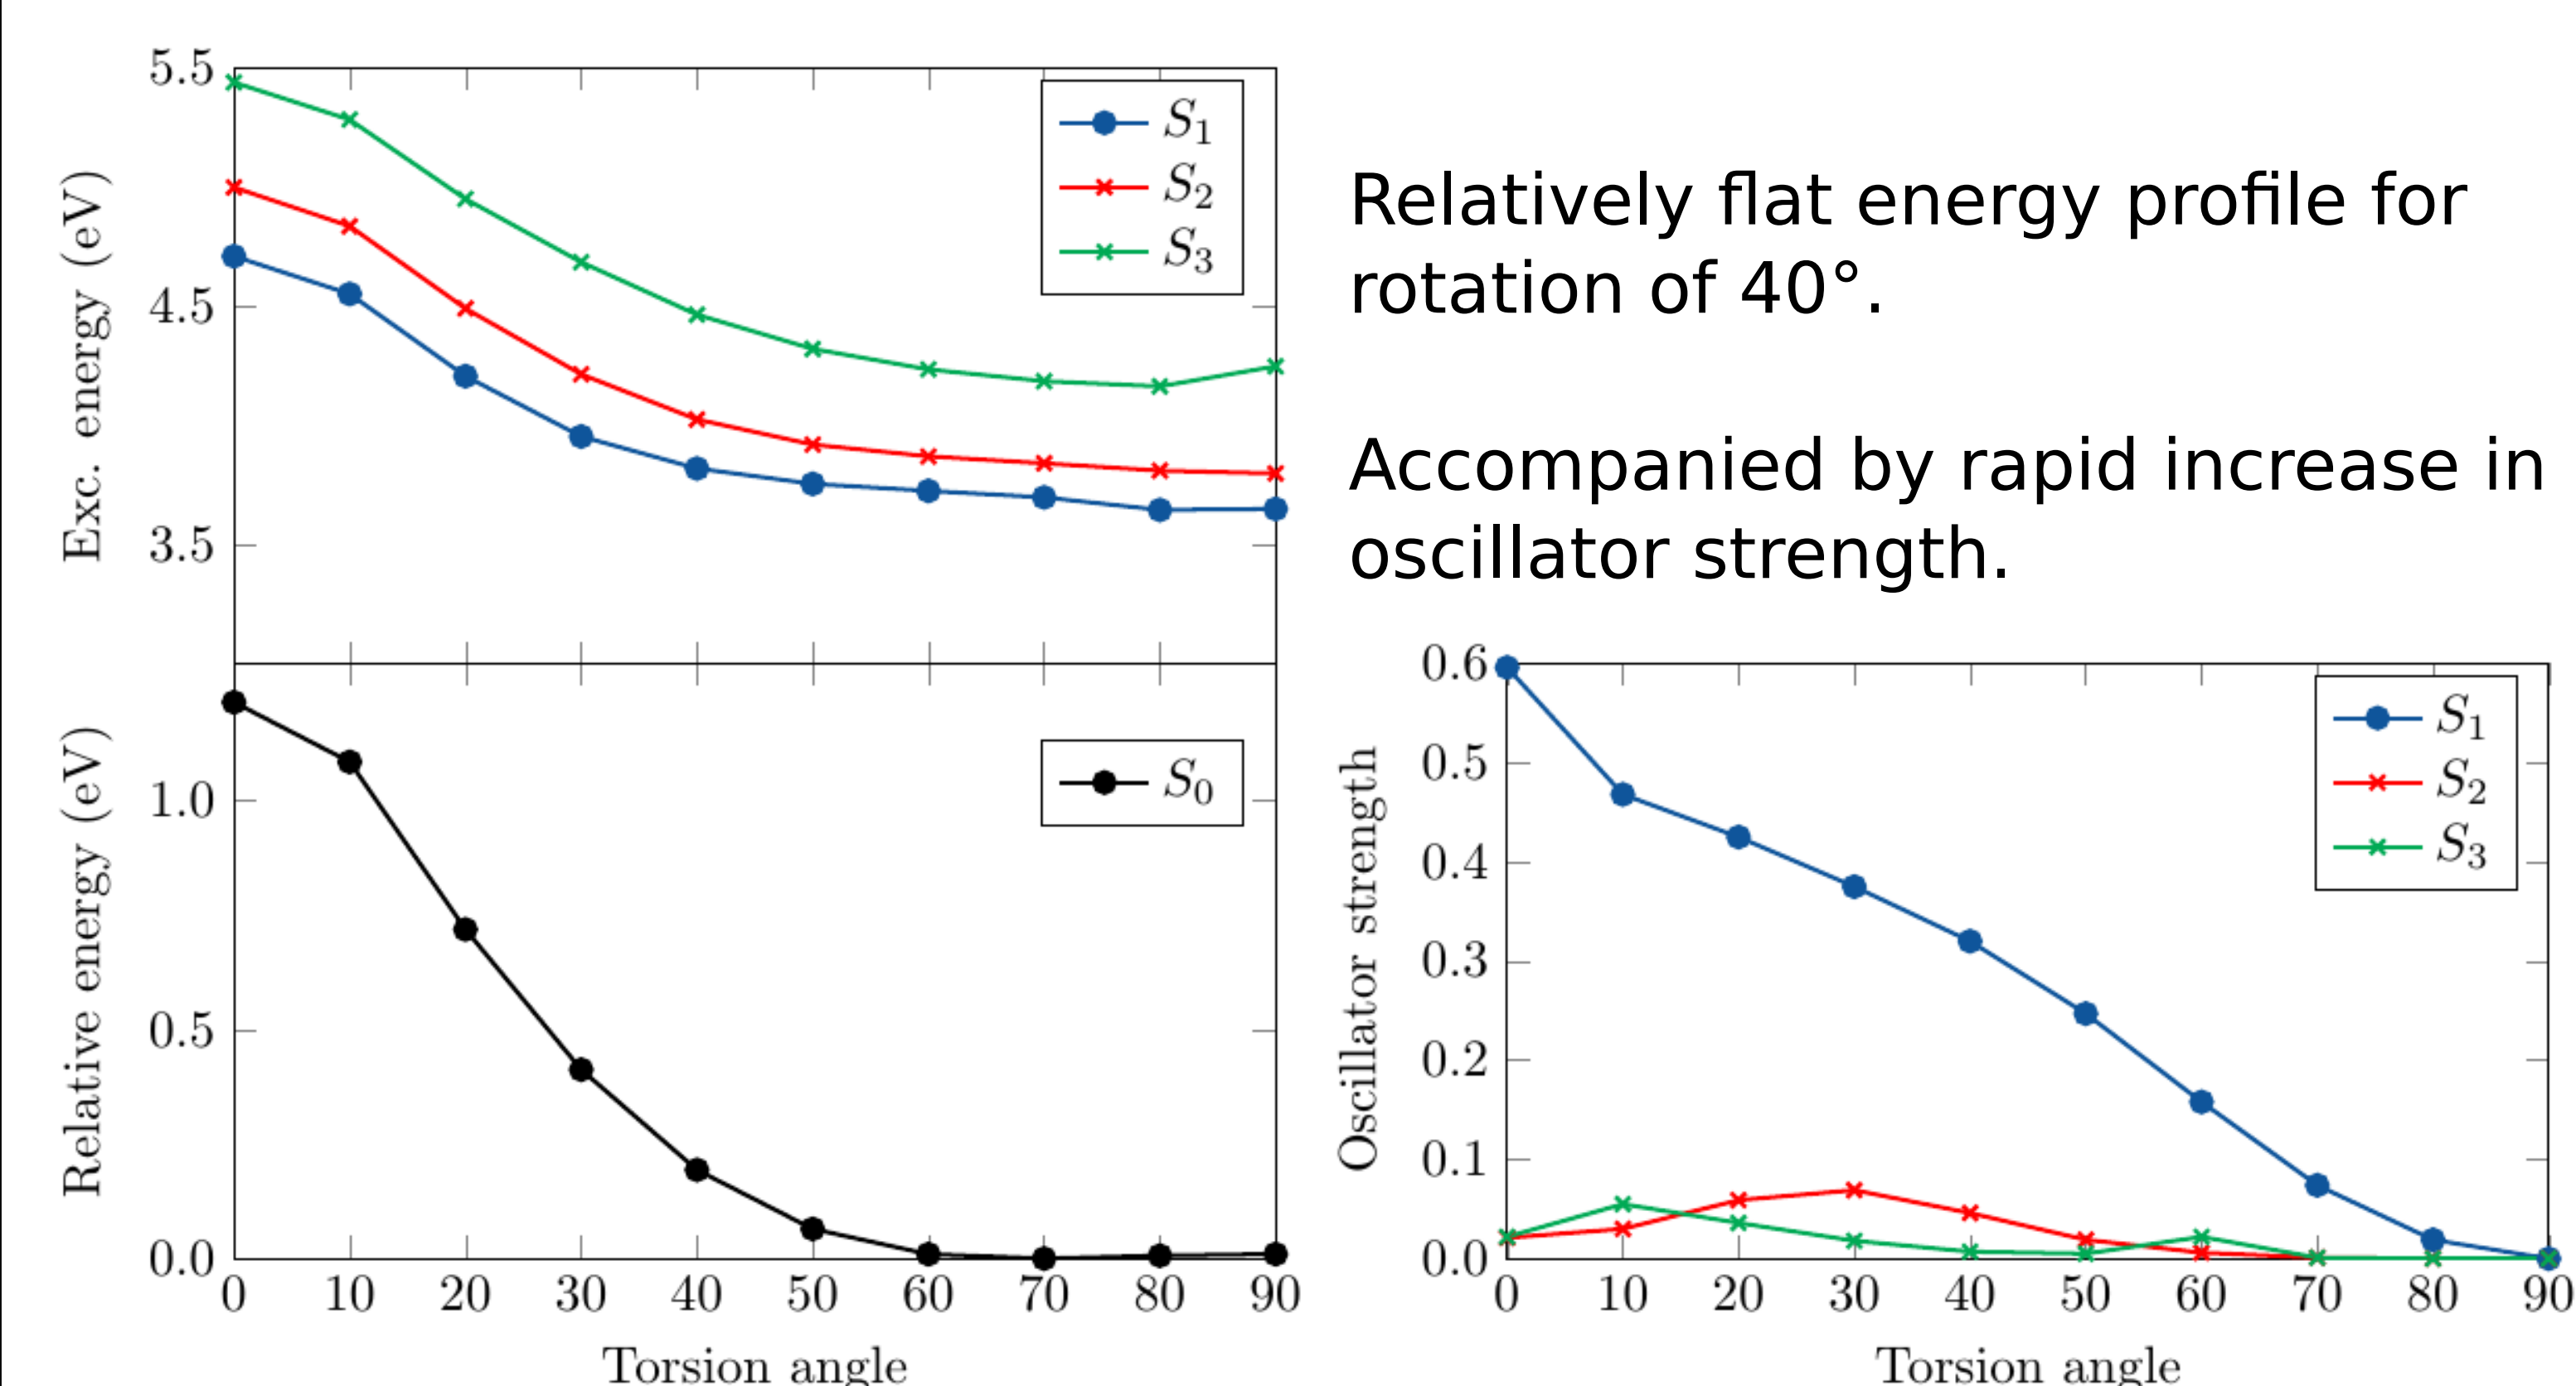 5.5
4.5
3.5
Exc. energy (eV)
S₁
S₂
S₃
Relatively flat energy profile for
rotation of 40°.
Accompanied by rapid increase in
oscillator strength.
1.0
0.5
0.0
Relative energy (eV)
S₀
0 10 20 30 40 50 60 70 80 90
Torsion angle
0.6
0.5
0.4
0.3
0.2
0.1
0.0
Oscillator strength
S₁
S₂
S₃
0 10 20 30 40 50 60 70 80 90
Torsion angle